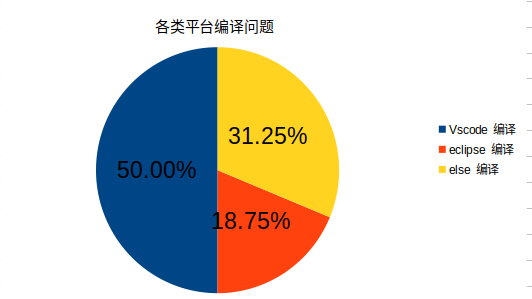 各类平台编译问题
31.25%
50.00%
18.75%
Vscode 编译
eclipse 编译
else 编译